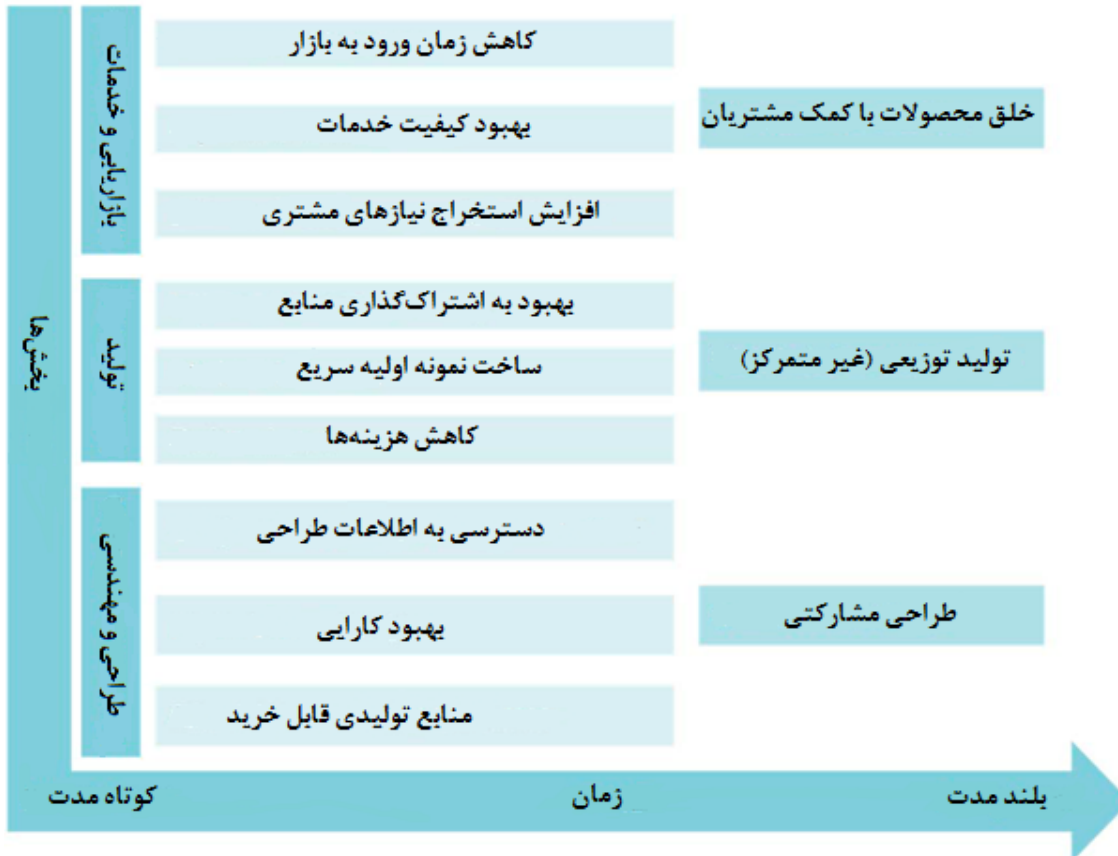 بخش‌ها
بازاریابی و خدمات
کاهش زمان ورود به بازار
بهبود کیفیت خدمات
افزایش استخراج نیازهای مشتری
خلق محصولات با کمک مشتریان
تولید
بهبود به اشتراک‌گذاری منابع
ساخت نمونه اولیه سریع
کاهش هزینه‌ها
تولید توزیعی (غیر متمرکز)
طراحی و مهندسی
دسترسی به اطلاعات طراحی
بهبود کارایی
منابع تولیدی قابل خرید
طراحی مشارکتی
کوتاه مدت
زمان
بلند مدت